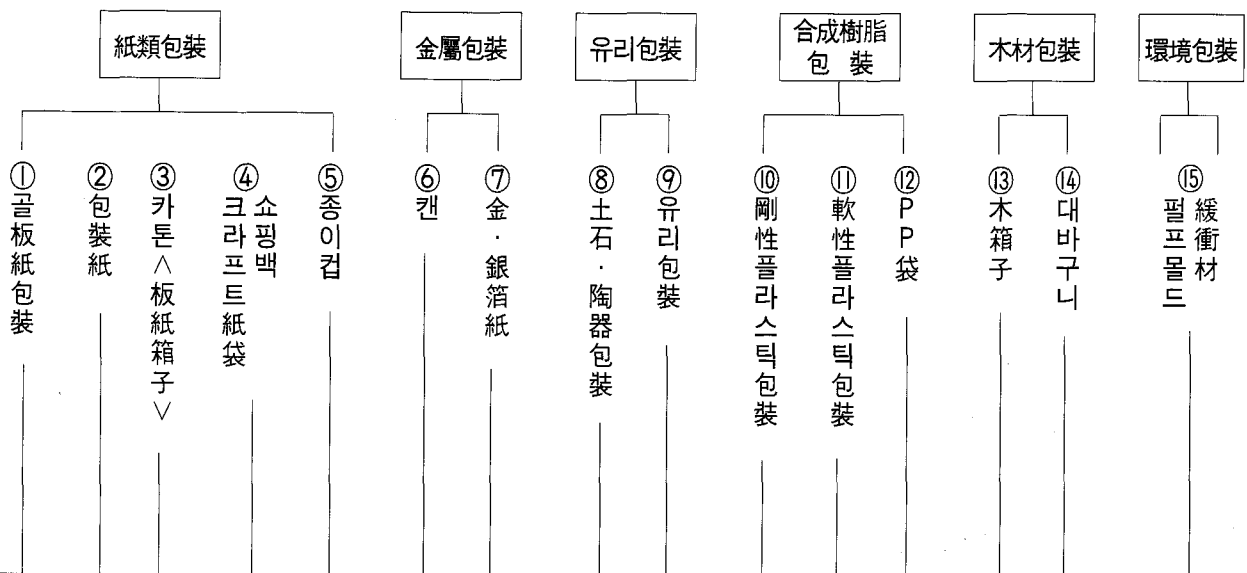 紙類包裝
金屬包裝
유리包裝
合成樹脂
包 裝
木材包裝
環境包裝
①골板紙包裝
②包裝紙
③카톤<板紙箱子>
④쇼핑백
크라프트紙袋
⑤종이컵
⑥캔
⑦金·銀箔紙
⑧土石·陶器包裝
⑨유리包裝
⑩剛性플라스틱包裝
⑪軟性플라스틱包裝
⑫PP袋
⑬木箱子
⑭대바구니
⑮緩衝材
펄프몰드